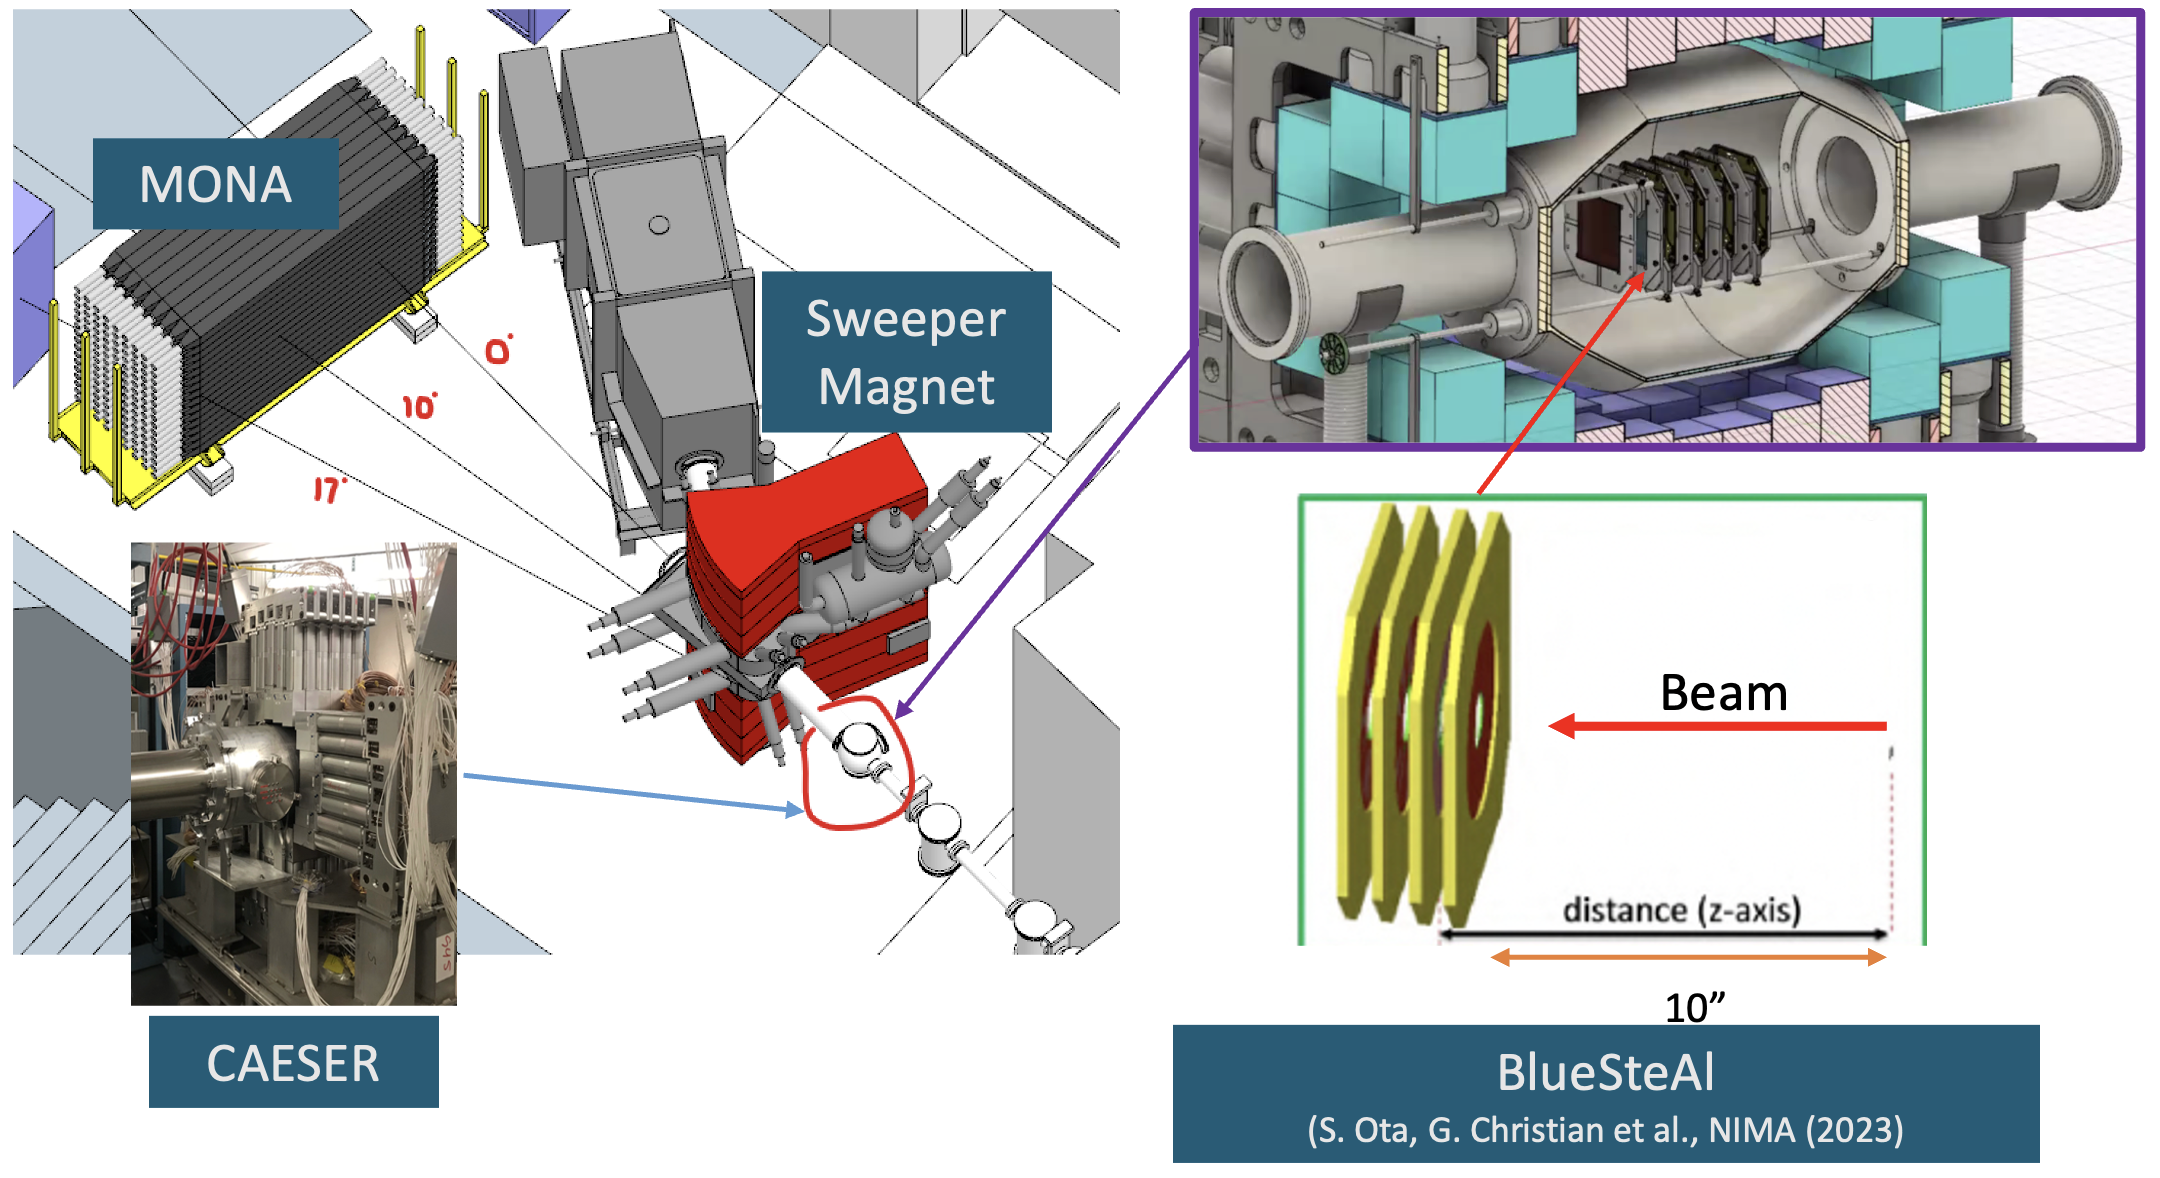 MONA
Sweeper
Magnet
0°
10°
17°
CAESER
Beam
distance (z-axis)
10”
BlueSteAl
(S. Ota, G. Christian et al., NIMA (2023)